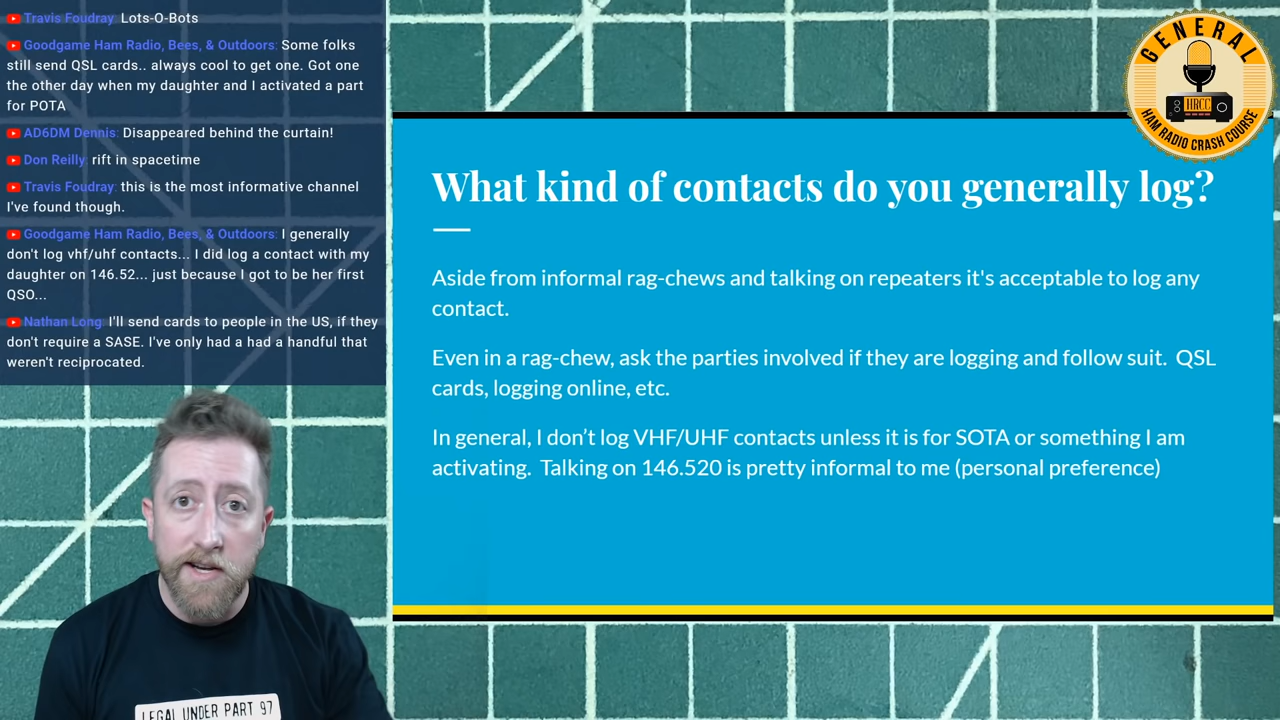 Travis Foudray: Lots-O-Bots
Goodgame Ham Radio, Bees, & Outdoors: Some folks
still send QSL cards.. always cool to get one. Got one
the other day when my daughter and I activated a part
for POTA
AD6DM Dennis: Disappeared behind the curtain!
Don Reilly: rift in spacetime
Travis Foudray: this is the most informative channel
I've found though.
Goodgame Ham Radio, Bees, & Outdoors: I generally
don't log vhf/uhf contacts... I did log a contact with my
daughter on 146.52... just because I got to be her first
QSO...
Nathan Long: I'll send cards to people in the US, if they
don't require a SASE. I've only had a had a handful that
weren't reciprocated.
GENERAL
HRCC
HAM RADIO CRASH COURSE
What kind of contacts do you generally log?
Aside from informal rag-chews and talking on repeaters it's acceptable to log any
contact.
Even in a rag-chew, ask the parties involved if they are logging and follow suit.  QSL
cards, logging online, etc.
In general, I don’t log VHF/UHF contacts unless it is for SOTA or something I am
activating.  Talking on 146.520 is pretty informal to me (personal preference)
LEGAL UNDER PART 97